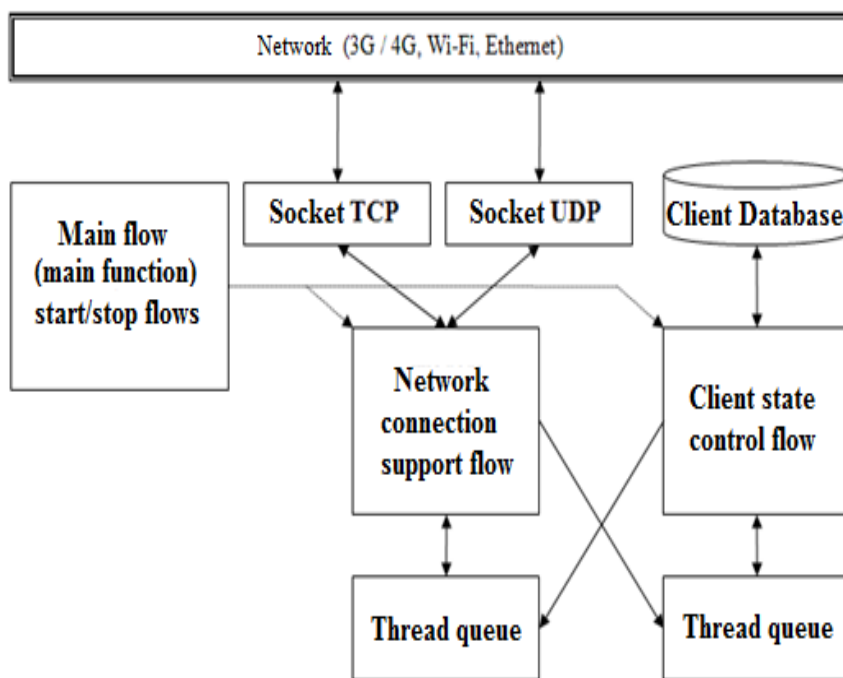 Network (3G / 4G, Wi-Fi, Ethernet)
Socket TCP
Socket UDP
Client Database
Main flow
(main function)
start/stop flows
Network
connection
support flow
Client state
control flow
Thread queue
Thread queue